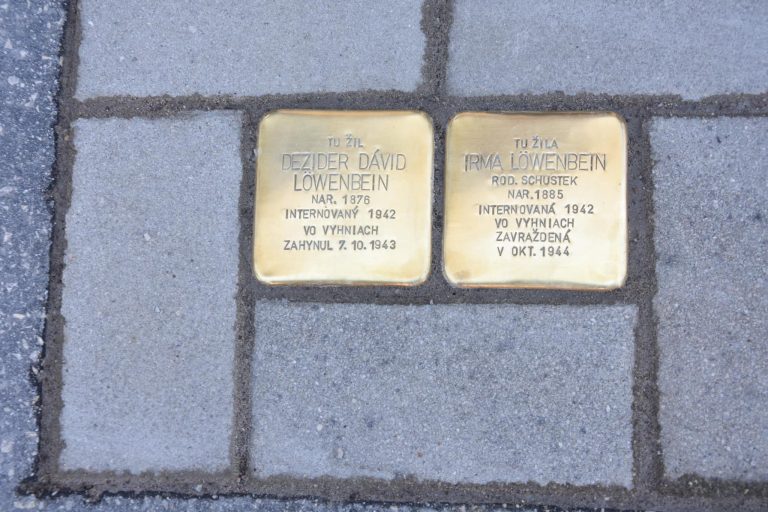 TU ŽIL
DEZIDER DÁVID
LÖWENBEIN
NAR. 1876
INTERNOVANÝ 1942
VO VYHNIACH
ZAHYNUL 7. 10. 1943
TU ŽILA
IRMA LÖWENBEIN
ROD. SCHUSTEK
NAR. 1885
INTERNOVANÁ 1942
VO VYHNIACH
ZAVRAŽDENÁ
V OKT. 1944